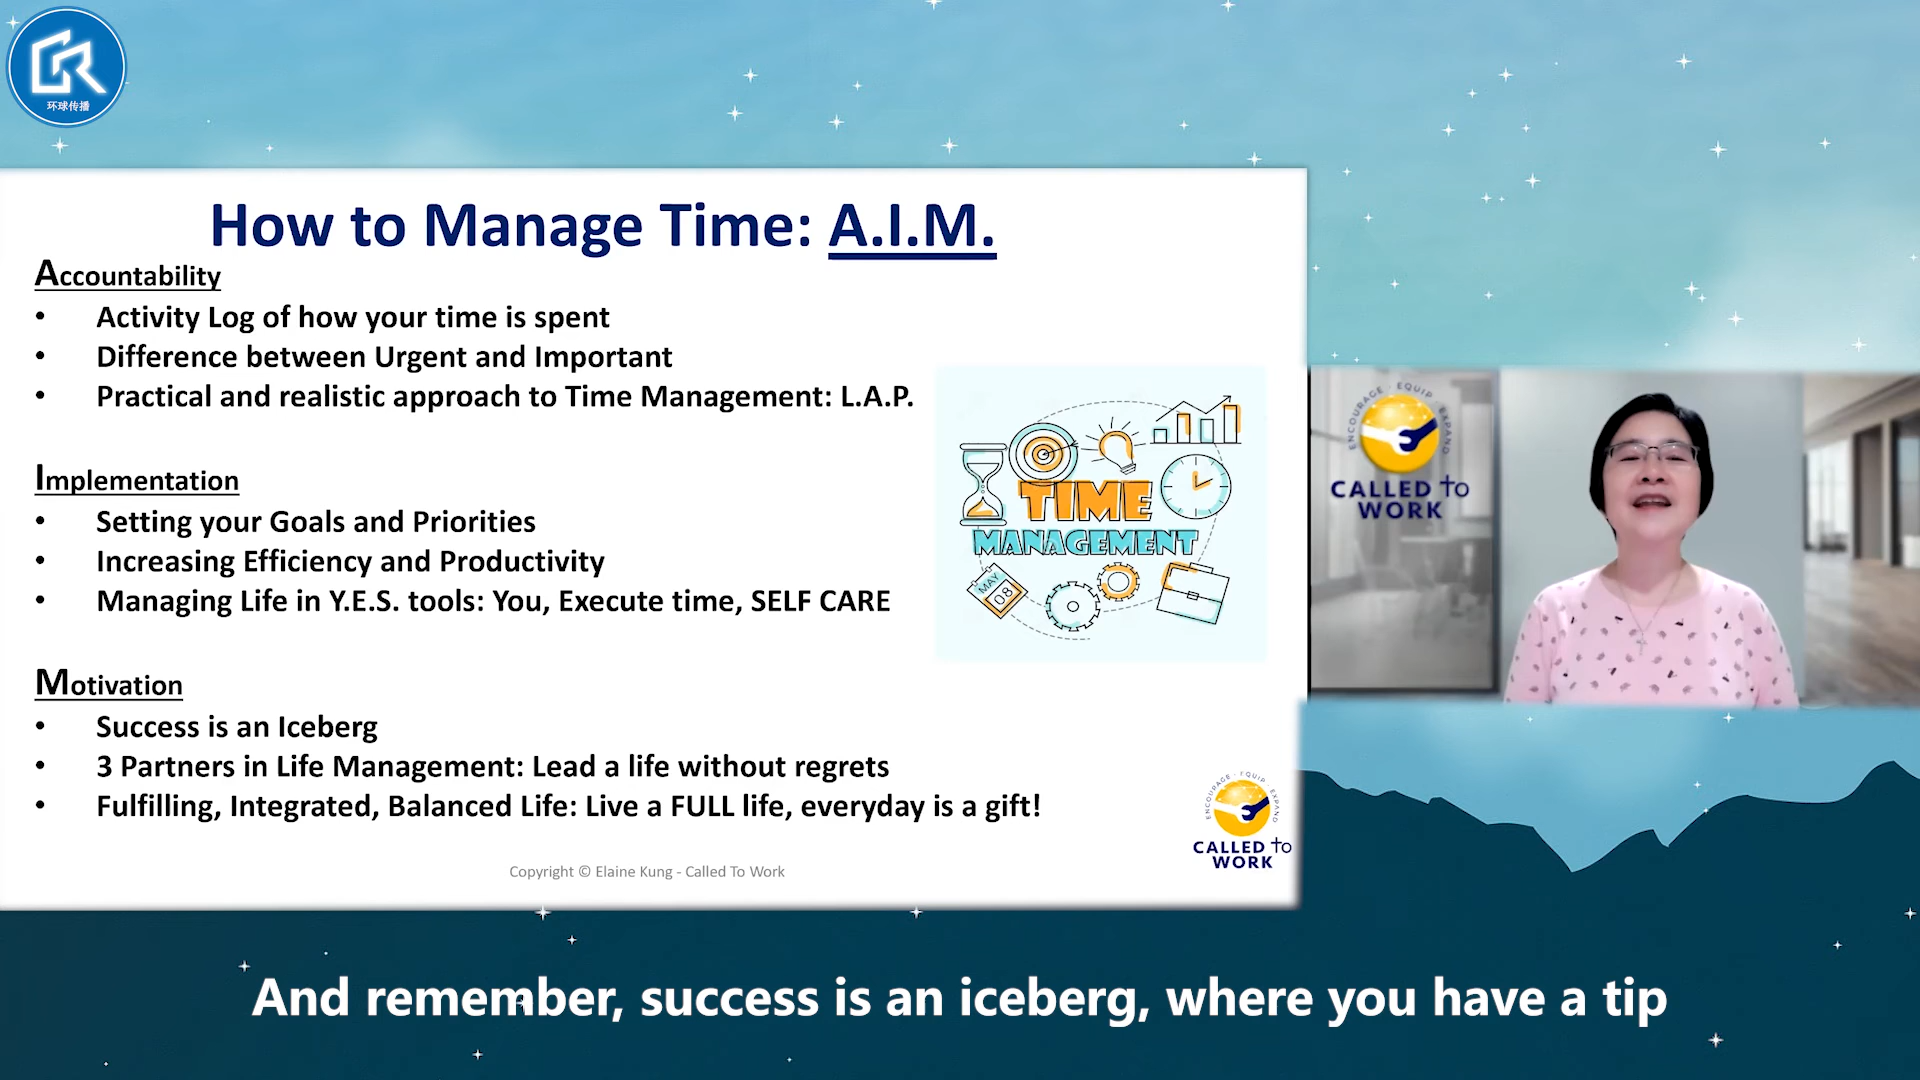 环球传播
How to Manage Time: A.I.M.
Accountability
• Activity Log of how your time is spent
• Difference between Urgent and Important
• Practical and realistic approach to Time Management: L.A.P.
Implementation
• Setting your Goals and Priorities
• Increasing Efficiency and Productivity
• Managing Life in Y.E.S. tools: You, Execute time, SELF CARE
Motivation
• Success is an Iceberg
• 3 Partners in Life Management: Lead a life without regrets
• Fulfilling, Integrated, Balanced Life: Live a FULL life, everyday is a gift!
TIME
MANAGEMENT
MAY
08
ENCOURAGE · EQUIP · EXPAND
CALLED to
WORK
Copyright © Elaine Kung - Called To Work
ENCOURAGE · EQUIP · EXPAND
CALLED to
WORK
And remember, success is an iceberg, where you have a tip